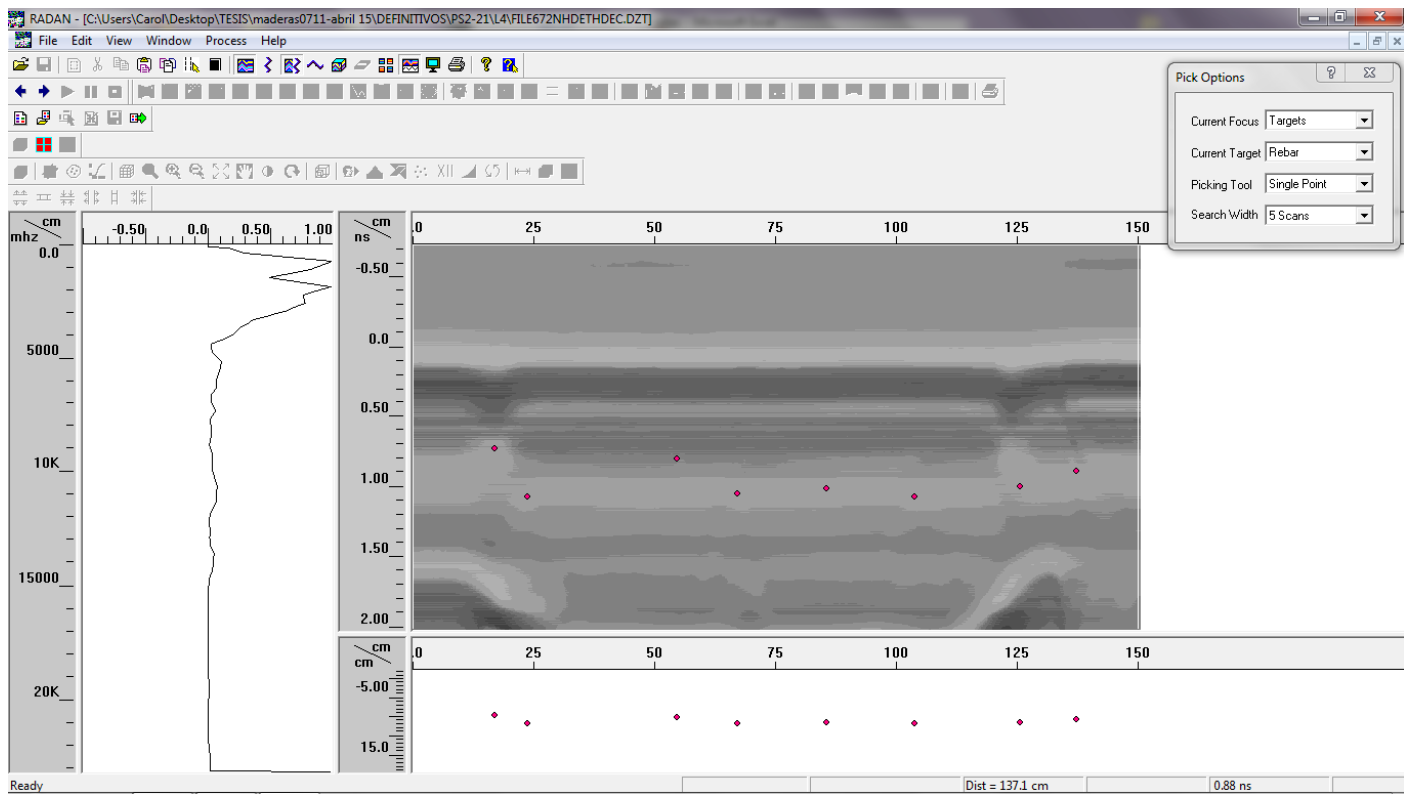 RADAN - [C:\Users\Carol\Desktop\TESIS\maderas0711-abril 15\DEFINITIVOS\PS2-21\L4\FILE672NHDETHDEC.DZT]
File Edit View Window Process Help
Pick Options
Current Focus Targets
Current Target Rebar
Picking Tool Single Point
Search Width 5 Scans
XII
cm
mhz
-0.50 0.0 0.50 1.00
0.0
5000
10K
15000
20K
cm
ns
.0 25 50 75 100 125 150
-0.50
0.0
0.50
1.00
1.50
2.00
cm
cm
.0 25 50 75 100 125 150
-5.00
15.0
Ready Dist = 137.1 cm 0.88 ns